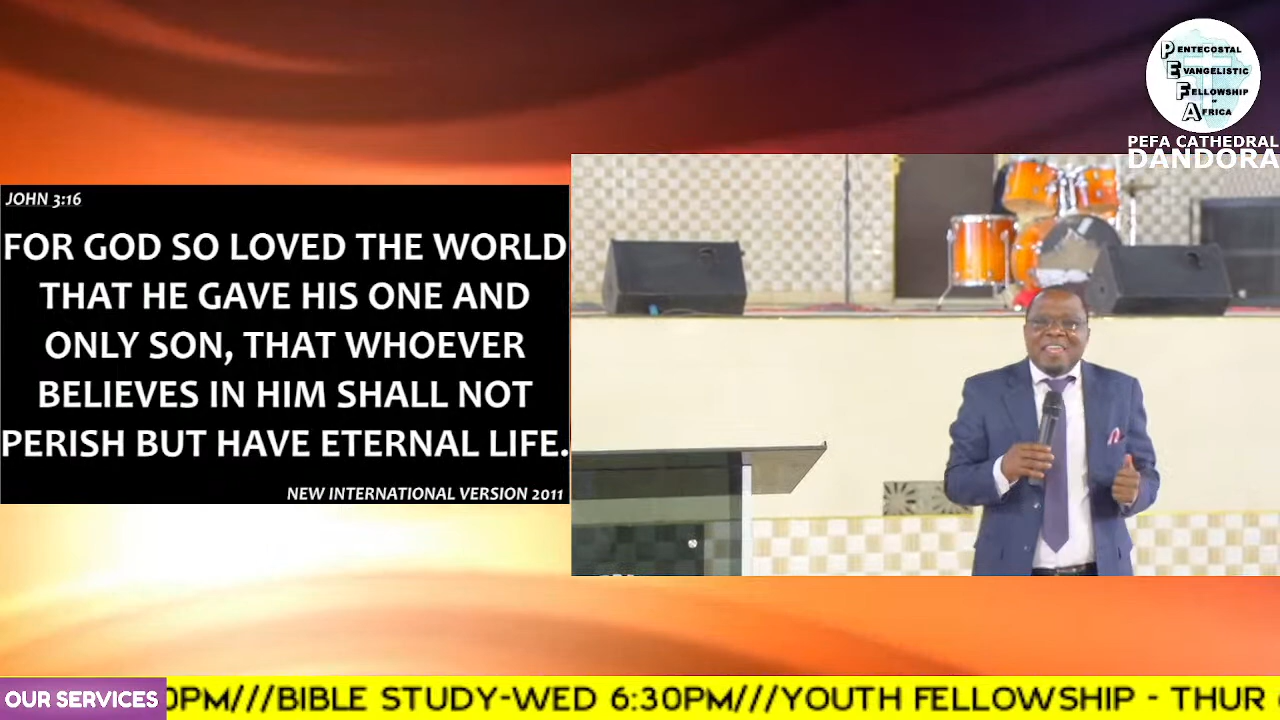 PENTECOSTAL
EVANGELISTIC
FELLOWSHIP
OF
AFRICA
PEFA CATHEDRAL
DANDORA
JOHN 3:16
FOR GOD SO LOVED THE WORLD
THAT HE GAVE HIS ONE AND
ONLY SON, THAT WHOEVER
BELIEVES IN HIM SHALL NOT
PERISH BUT HAVE ETERNAL LIFE.
NEW INTERNATIONAL VERSION 2011
OUR SERVICES
0PM///BIBLE STUDY-WED 6:30PM///YOUTH FELLOWSHIP - THUR